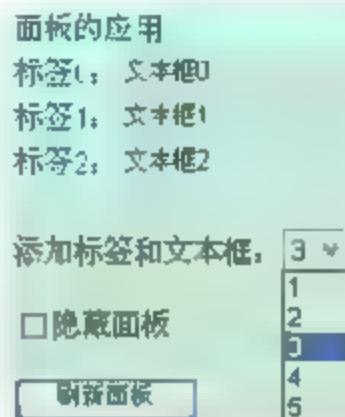 面板的应用
标签0: 文本框0
标签1: 文本框1
标签2: 文本框2
添加标签和文本框: 3
1
2
3
4
5
隐藏面板
刷新面板